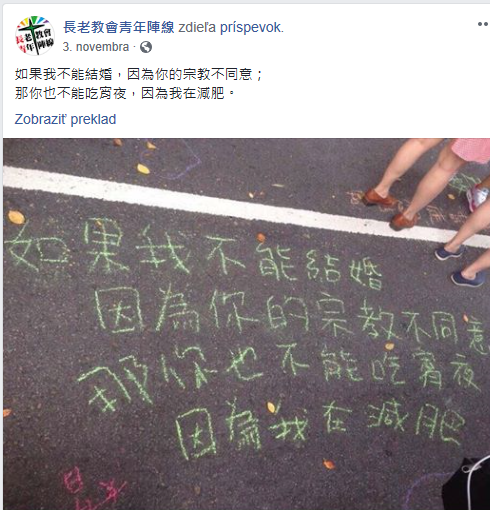 長老教會青年陣線 zdieľa príspevok.
3. novembra ·
如果我不能結婚，因為你的宗教不同意；
那你也不能吃宵夜，因為我在減肥。
Zobraziť preklad
如果我不能結婚
因為你的宗教不同意
那你也不能吃宵夜
因為我在減肥